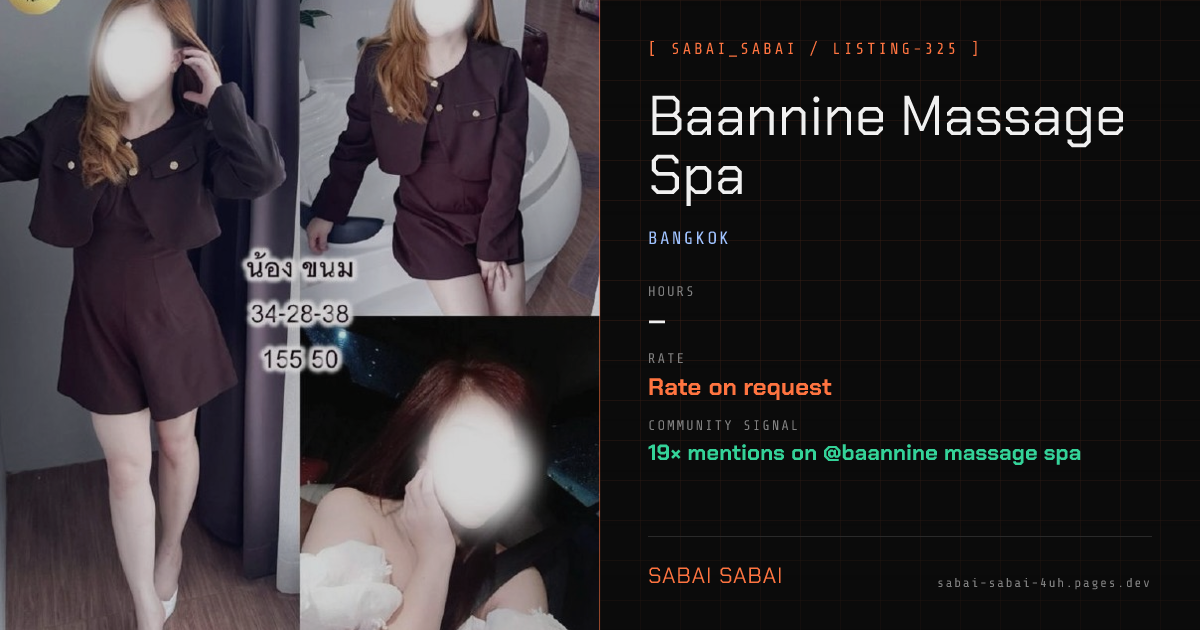 น้อง ขนม
34-28-38
155 50
[ SABAI_SABAI / LISTING-325 ]
Baannine Massage
Spa
BANGKOK
HOURS
—
RATE
Rate on request
COMMUNITY SIGNAL
19× mentions on @baannine massage spa
SABAI SABAI
sabai-sabai-4uh.pages.dev